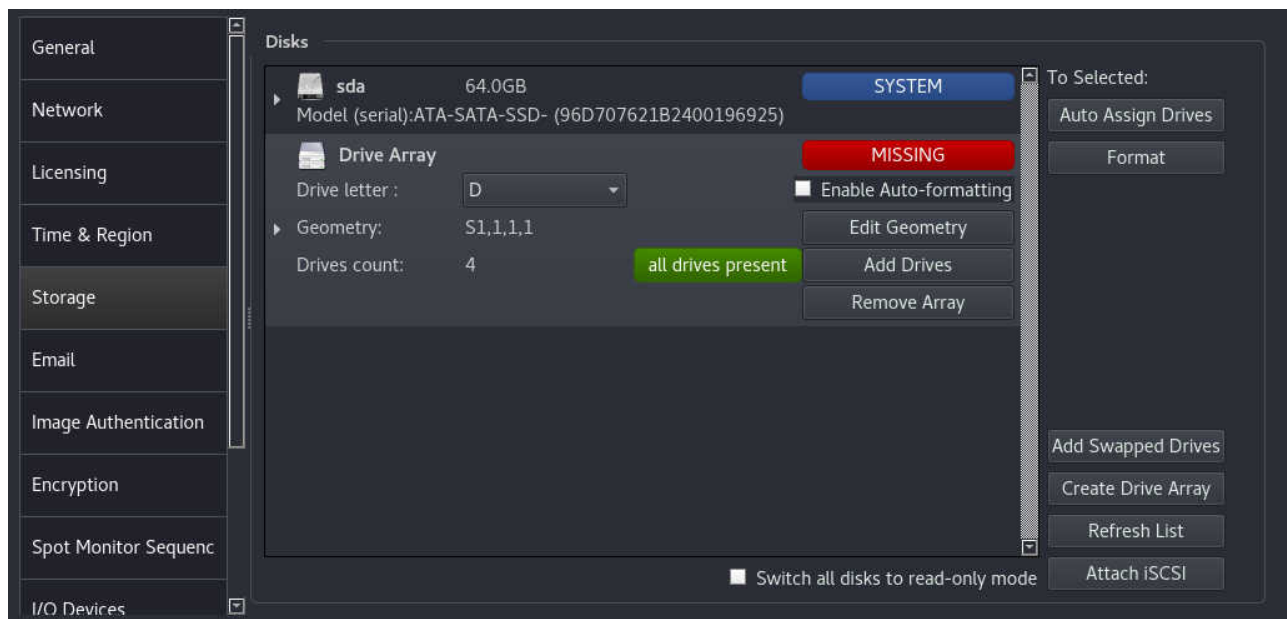 General
Network
Licensing
Time & Region
Storage
Email
Image Authentication
Encryption
Spot Monitor Sequenc
I/O Devices
Disks
sda 64.0GB SYSTEM
Model (serial):ATA-SATA-SSD- (96D707621B2400196925)
Drive Array MISSING
Drive letter : D Enable Auto-formatting
Geometry: S1,1,1,1 Edit Geometry
Drives count: 4 all drives present Add Drives
Remove Array
Switch all disks to read-only mode
To Selected:
Auto Assign Drives
Format
Add Swapped Drives
Create Drive Array
Refresh List
Attach iSCSI